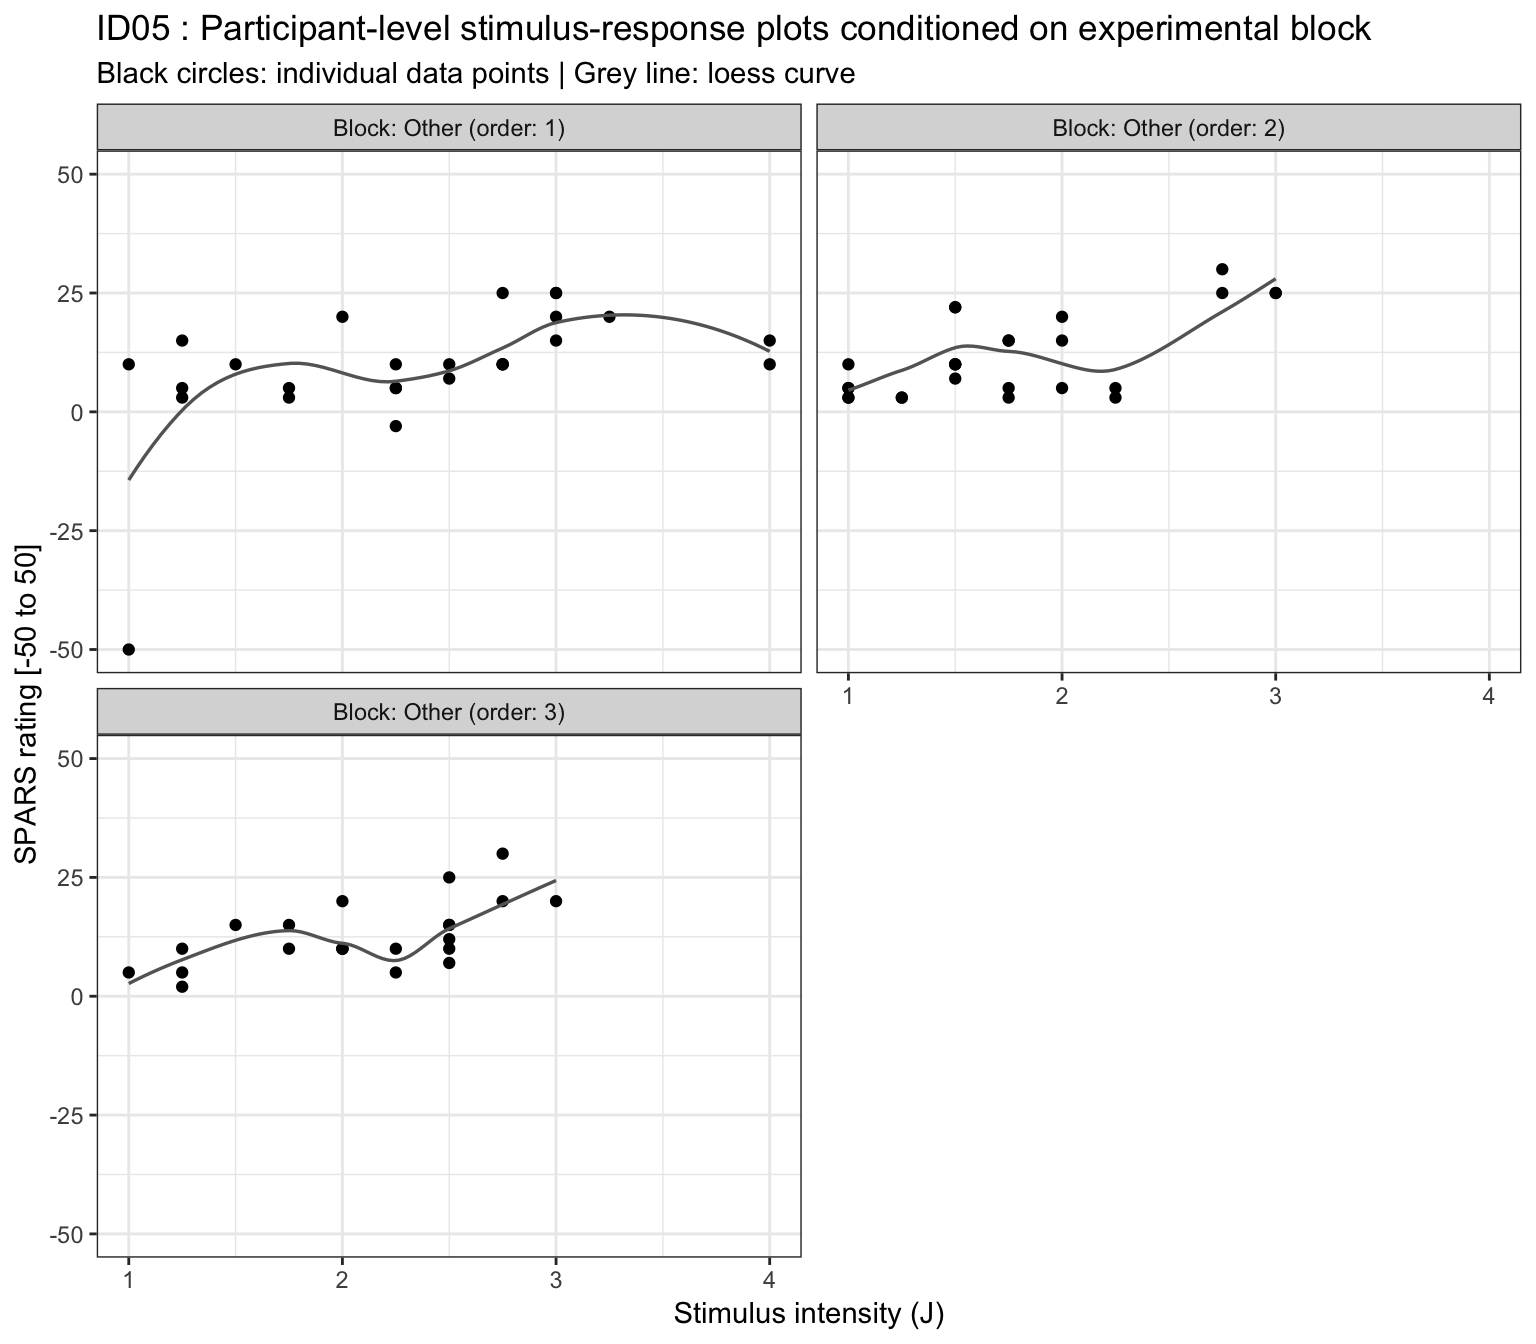 ID05 : Participant-level stimulus-response plots conditioned on experimental block
Black circles: individual data points | Grey line: loess curve
Block: Other (order: 1)
Block: Other (order: 2)
50
25
0
-25
-50
1
2
3
4
Block: Other (order: 3)
50
25
0
-25
-50
1
2
3
4
SPARS rating [-50 to 50]
Stimulus intensity (J)